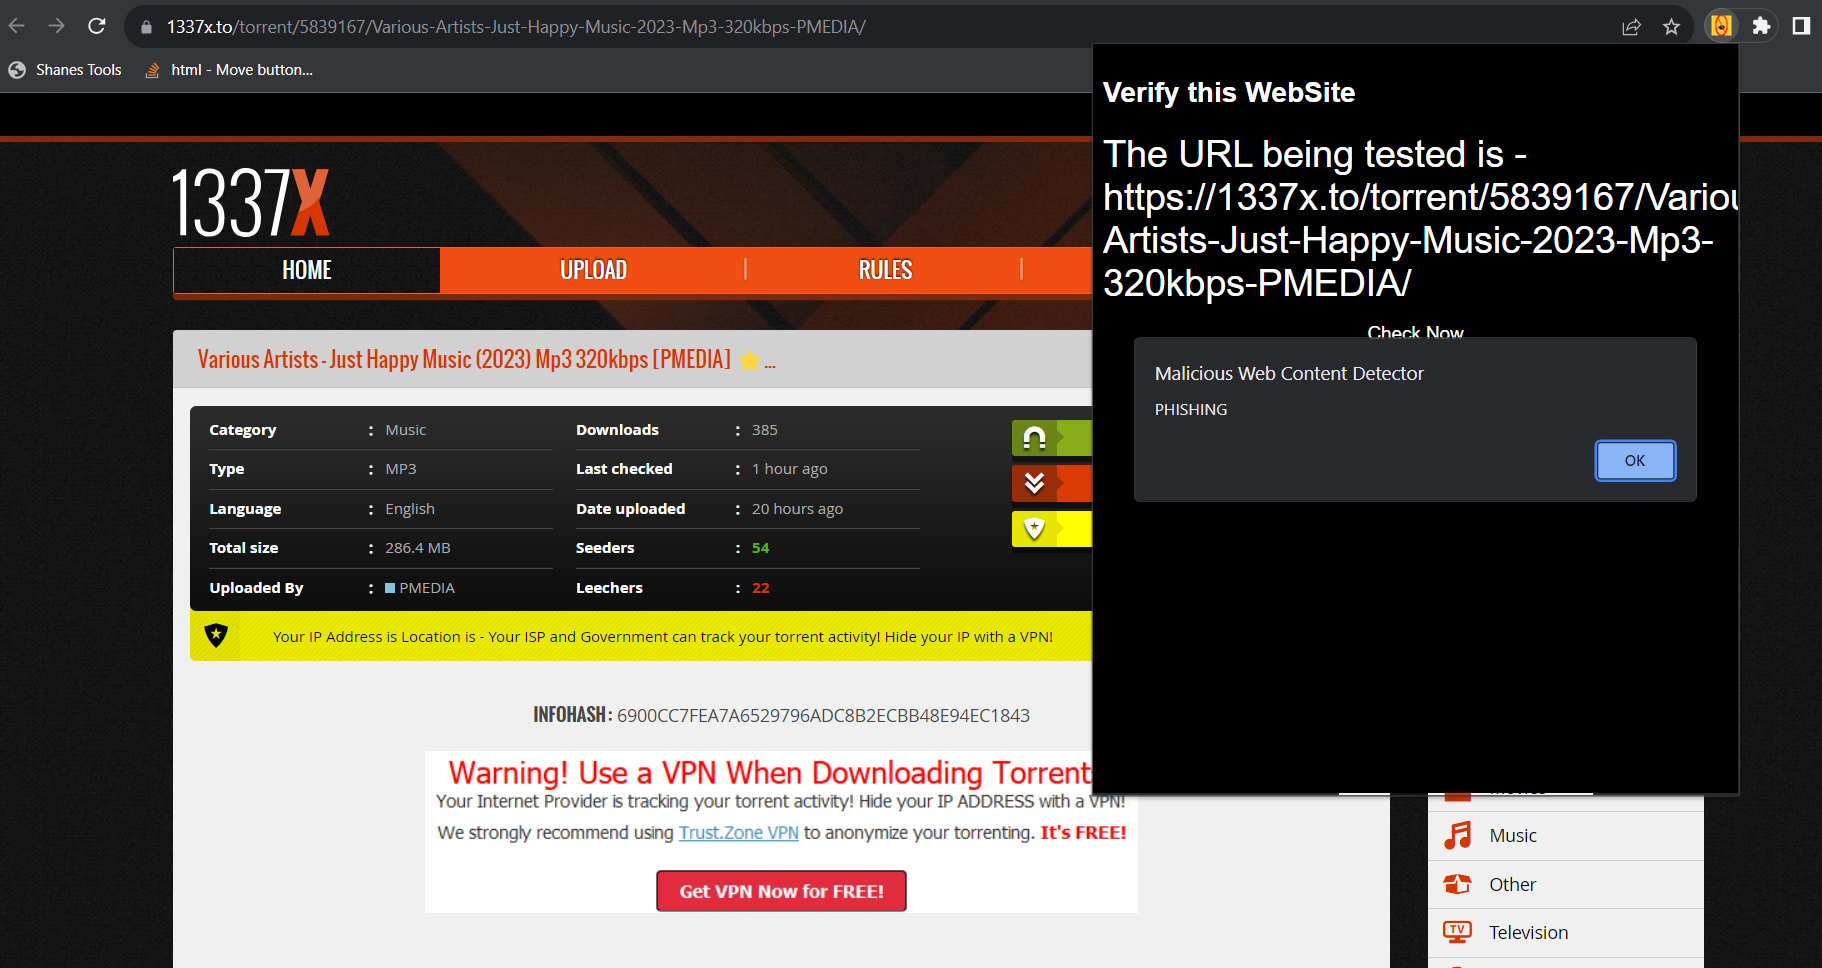 1337x.to/torrent/5839167/Various-Artists-Just-Happy-Music-2023-Mp3-320kbps-PMEDIA/
Shanes Tools
html - Move button...
1337X
HOME
UPLOAD
RULES
Various Artists - Just Happy Music (2023) Mp3 320kbps [PMEDIA] ⭐ ...
Category : Music
Type : MP3
Language : English
Total size : 286.4 MB
Uploaded By : PMEDIA
Downloads : 385
Last checked : 1 hour ago
Date uploaded : 20 hours ago
Seeders : 54
Leechers : 22
Your IP Address is Location is - Your ISP and Government can track your torrent activity! Hide your IP with a VPN!
INFOHASH : 6900CC7FEA7A6529796ADC8B2ECBB48E94EC1843
Warning! Use a VPN When Downloading Torrent
Your Internet Provider is tracking your torrent activity! Hide your IP ADDRESS with a VPN!
We strongly recommend using Trust.Zone VPN to anonymize your torrenting. It's FREE!
Get VPN Now for FREE!
Verify this WebSite
The URL being tested is -
https://1337x.to/torrent/5839167/Variou
Artists-Just-Happy-Music-2023-Mp3-
320kbps-PMEDIA/
Check Now
Malicious Web Content Detector
PHISHING
OK
Music
Other
TV
Television